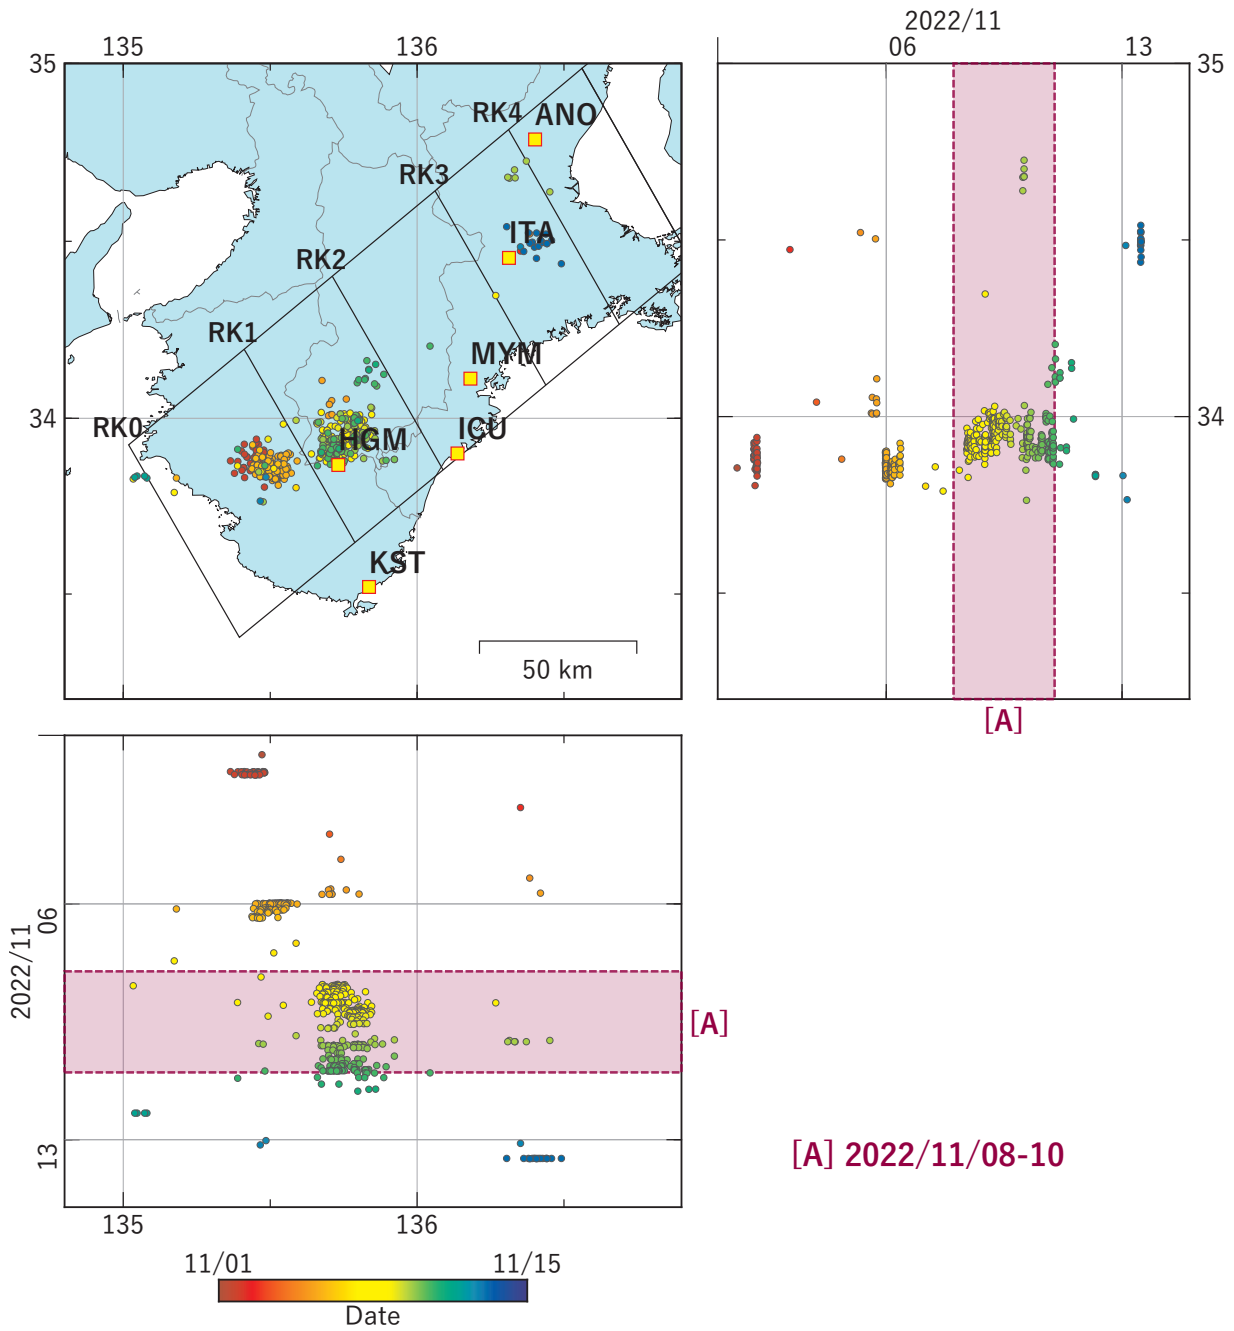 2022/11
135 136
06 13
35
35
RK4
ANO
RK3
RK2
ITA
RK1
MYM
34
34
RK0
HGM
ICU
KST
50 km
[A]
2022/11
06
13
[A]
[A] 2022/11/08-10
135 136
11/01 11/15
Date